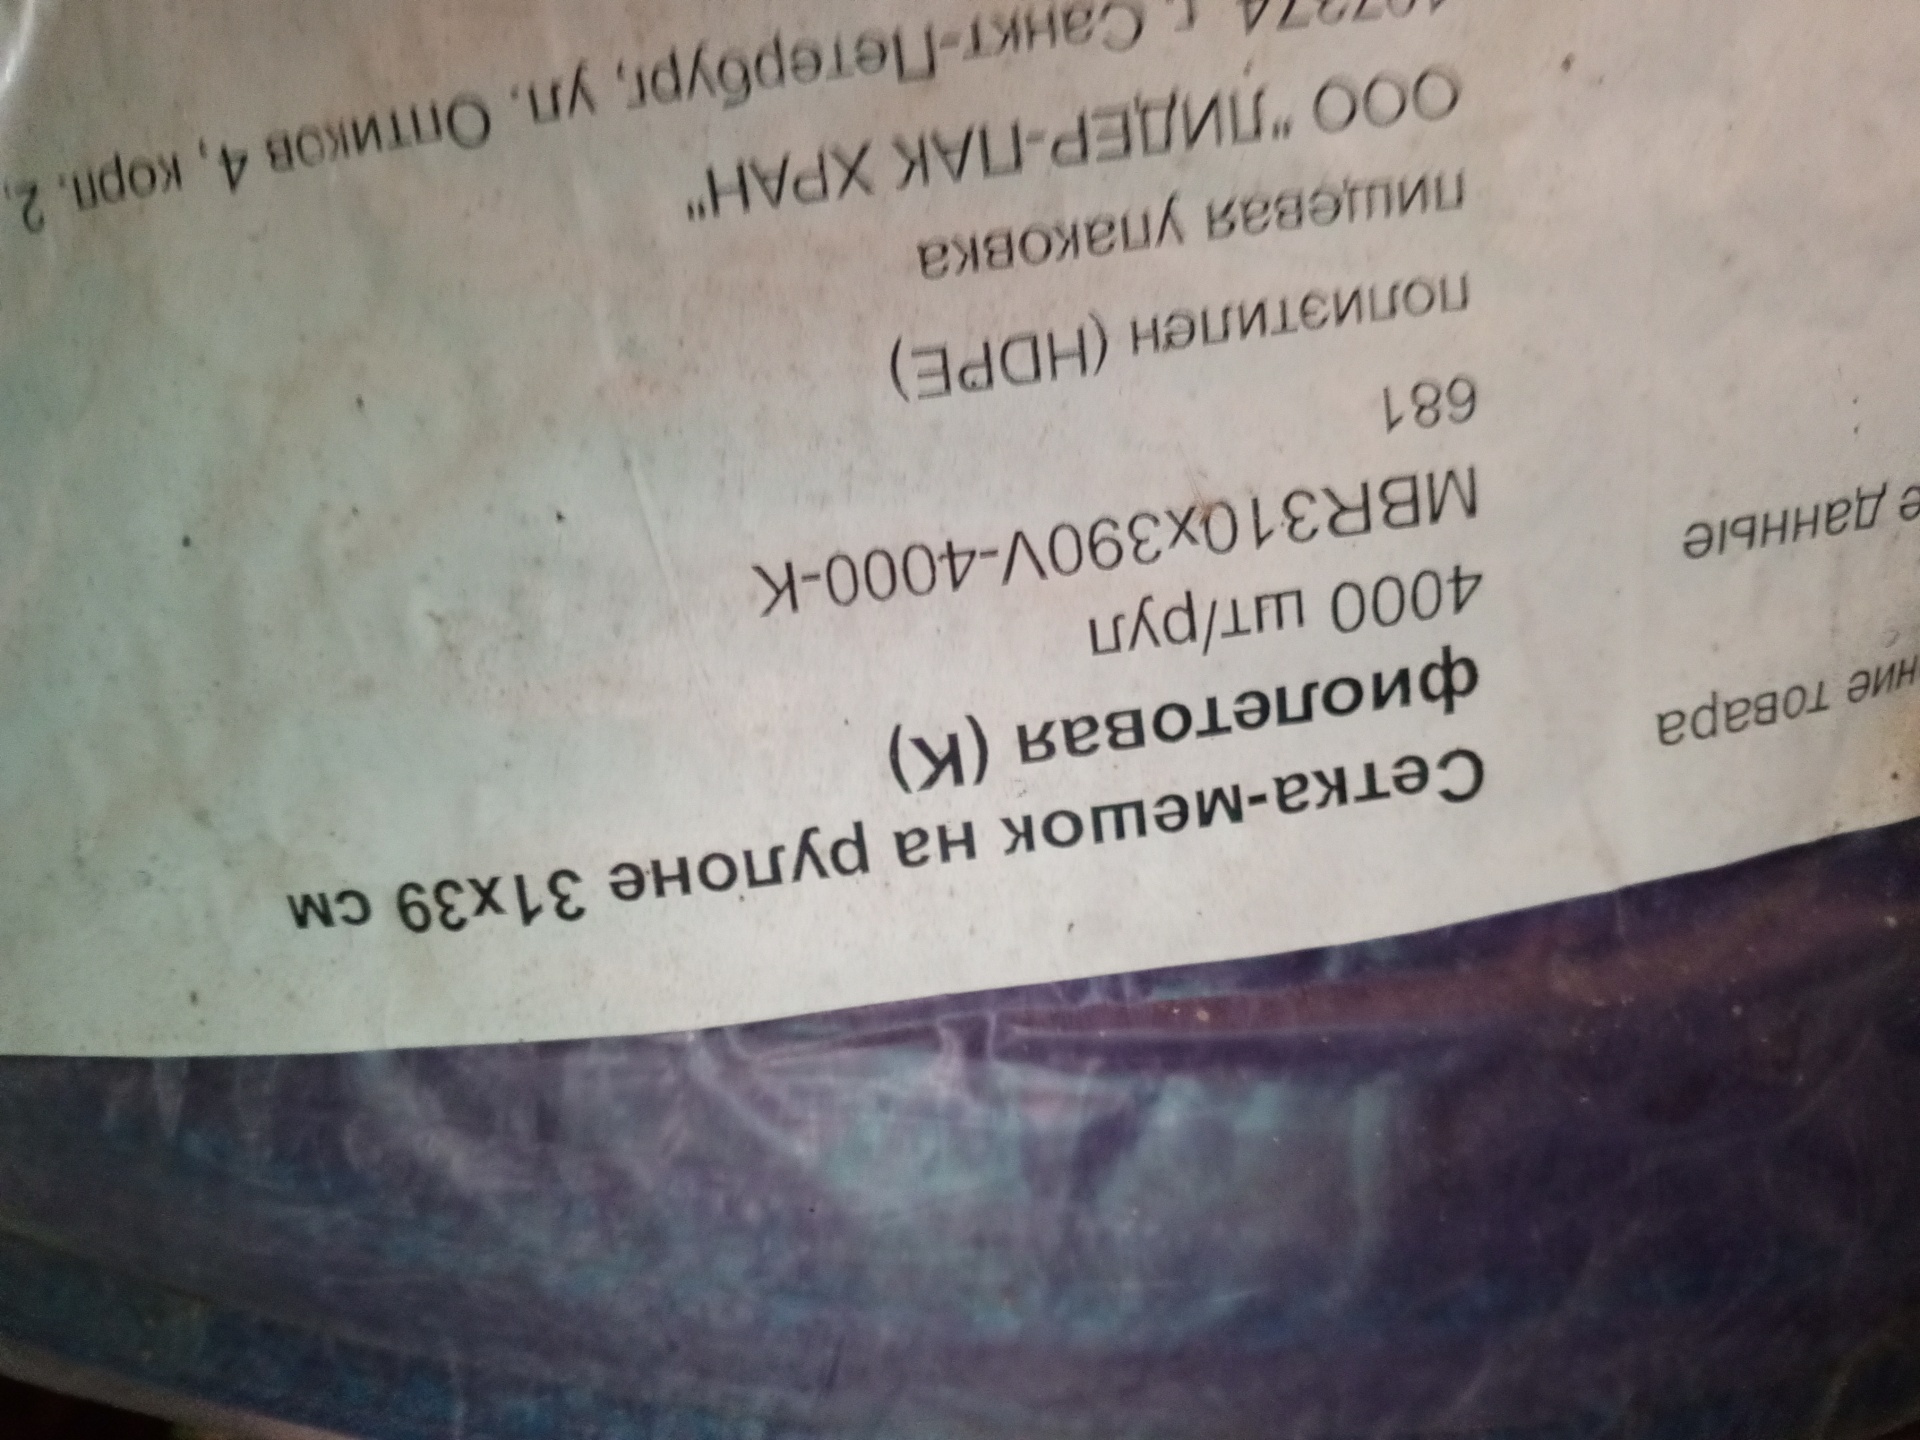 Сетка-мешок на рулоне 31x39 см
товара
фиолетовая (К)
4000 шт/рул
данные
MBR310x390V-4000-K
681
полиэтилен (HDPE)
пищевая упаковка
ООО "ЛИДЕР-ПАК ХРАН"
г. Санкт-Петербург, ул. Оптиков 4, корп. 2,